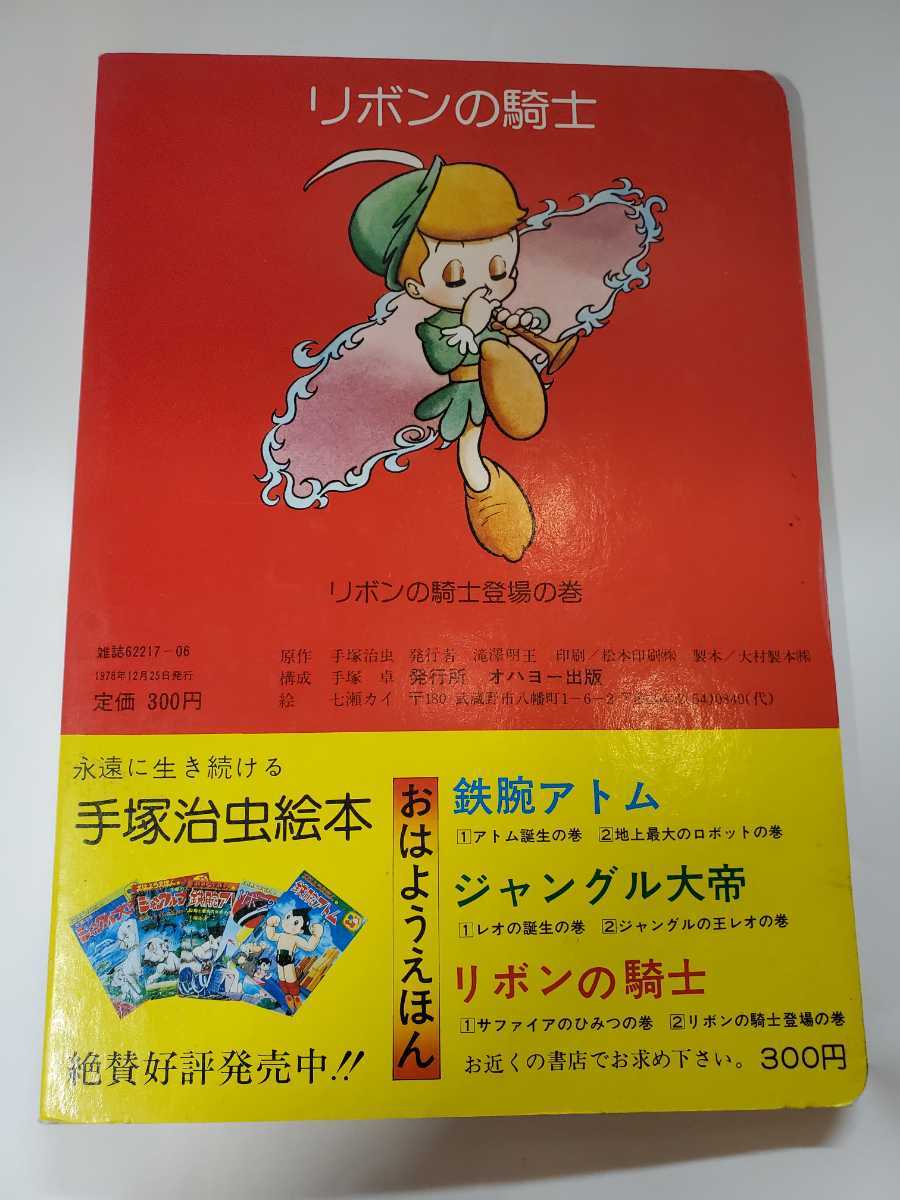 リボンの騎士
リボンの騎士登場の巻
雑誌62217-06
1978年12月25日発行
定価 300円
原作 手塚治虫 発行者 滝澤明王 印刷/松本印刷㈱ 製本/大村製本㈱
構成 手塚 卓 発行所 オハヨー出版
絵 七瀬カイ 〒180 武蔵野市八幡町1-6-2 (54)0840(代)
永遠に生き続ける
手塚治虫絵本
絶賛好評発売中!!
おはようえほん
鉄腕アトム
1アトム誕生の巻 2地上最大のロボットの巻
ジャングル大帝
1レオの誕生の巻 2ジャングルの王レオの巻
リボンの騎士
1サファイアのひみつの巻 2リボンの騎士登場の巻
お近くの書店でお求め下さい。300円